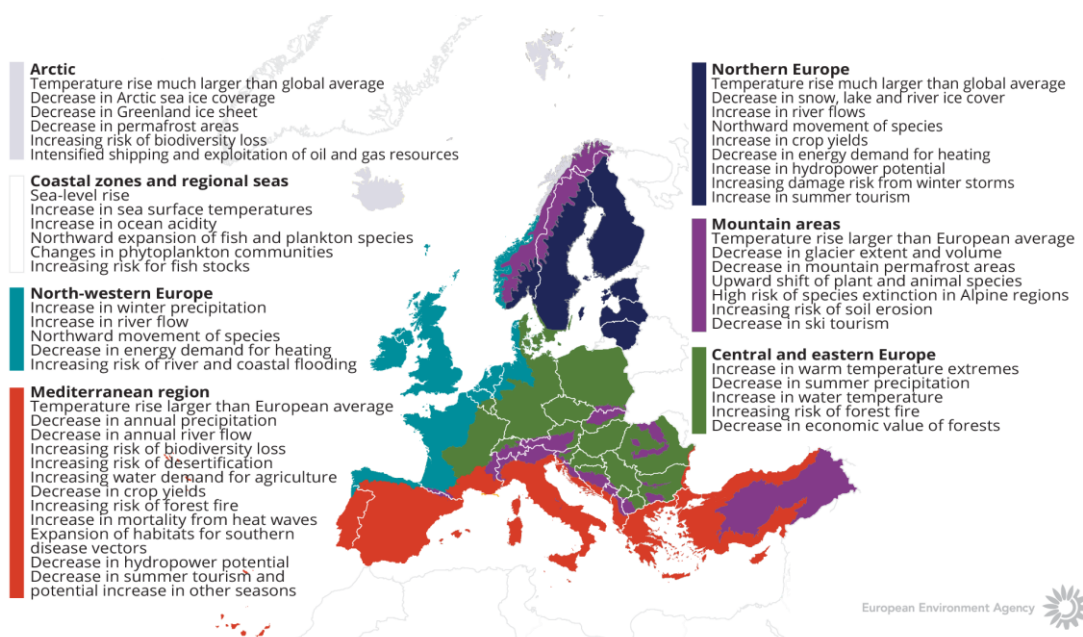 Arctic
Temperature rise much larger than global average
Decrease in Arctic sea ice coverage
Decrease in Greenland ice sheet
Decrease in permafrost areas
Increasing risk of biodiversity loss
Intensified shipping and exploitation of oil and gas resources
Coastal zones and regional seas
Sea-level rise
Increase in sea surface temperatures
Increase in ocean acidity
Northward expansion of fish and plankton species
Changes in phytoplankton communities
Increasing risk for fish stocks
North-western Europe
Increase in winter precipitation
Increase in river flow
Northward movement of species
Decrease in energy demand for heating
Increasing risk of river and coastal flooding
Mediterranean region
Temperature rise larger than European average
Decrease in annual precipitation
Decrease in annual river flow
Increasing risk of biodiversity loss
Increasing risk of desertification
Increasing water demand for agriculture
Decrease in crop yields
Increasing risk of forest fire
Increase in mortality from heat waves
Expansion of habitats for southern
disease vectors
Decrease in hydropower potential
Decrease in summer tourism and
potential increase in other seasons
Northern Europe
Temperature rise much larger than global average
Decrease in snow, lake and river ice cover
Increase in river flows
Northward movement of species
Increase in crop yields
Decrease in energy demand for heating
Increase in hydropower potential
Increasing damage risk from winter storms
Increase in summer tourism
Mountain areas
Temperature rise larger than European average
Decrease in glacier extent and volume
Decrease in mountain permafrost areas
Upward shift of plant and animal species
High risk of species extinction in Alpine regions
Increasing risk of soil erosion
Decrease in ski tourism
Central and eastern Europe
Increase in warm temperature extremes
Decrease in summer precipitation
Increase in water temperature
Increasing risk of forest fire
Decrease in economic value of forests
European Environment Agency